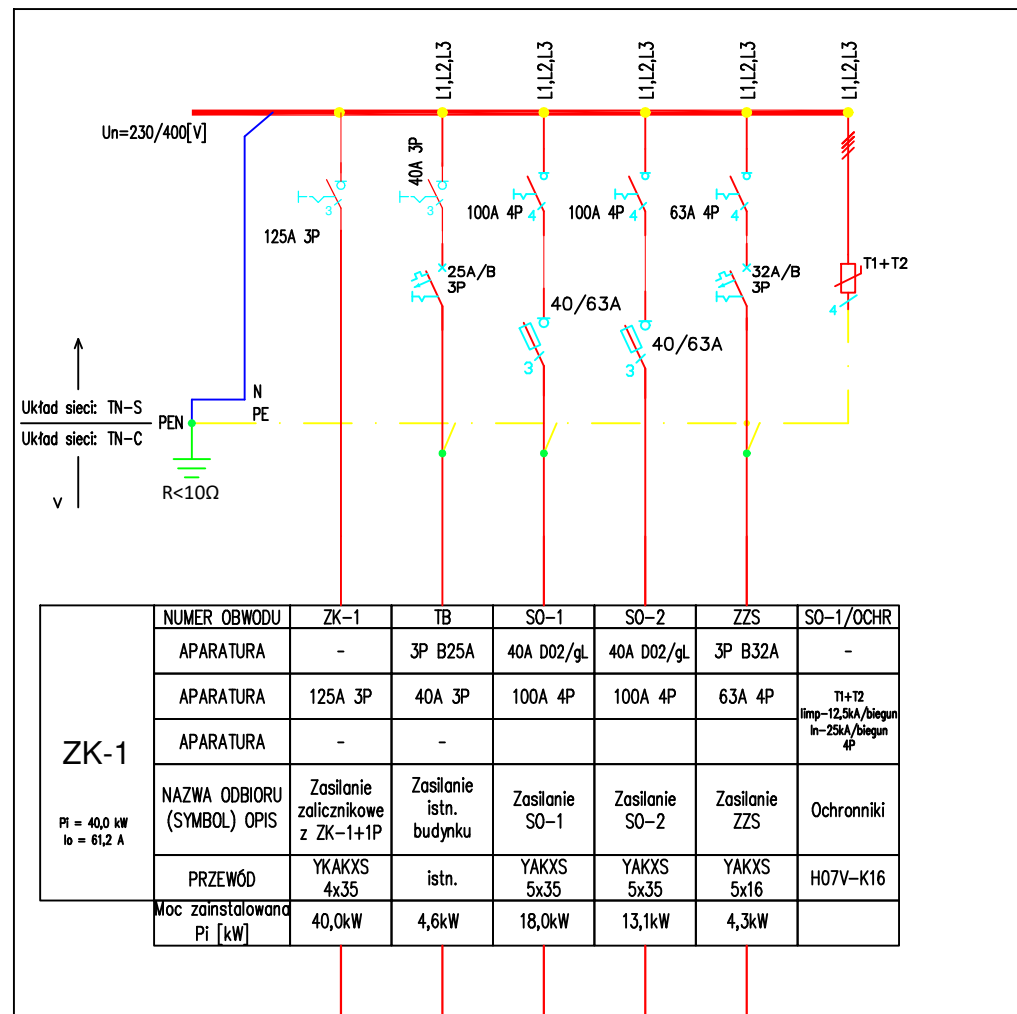 L1,L2,L3
L1,L2,L3
L1,L2,L3
L1,L2,L3
L1,L2,L3
Un=230/400[V]
40A 3P
3
3
4
4
4
125A 3P
100A 4P
100A 4P
63A 4P
25A/B
3P
32A/B
3P
T1+T2
4
40/63A
3
40/63A
3
Układ sieci: TN-S
Układ sieci: TN-C
PEN
N
PE
R<10Ω
V
ZK-1
Pi = 40,0 kW
Io = 61,2 A
NUMER OBWODU ZK-1 TB SO-1 SO-2 ZZS SO-1/OCHR
APARATURA - 3P B25A 40A D02/gL 40A D02/gL 3P B32A -
APARATURA 125A 3P 40A 3P 100A 4P 100A 4P 63A 4P
T1+T2
Iimp-12,5kA/biegun
In-25kA/biegun
4P
APARATURA - -
NAZWA ODBIORU
(SYMBOL) OPIS
Zasilanie
zalicznikowe
z ZK-1+1P
Zasilanie
istn.
budynku
Zasilanie
SO-1
Zasilanie
SO-2
Zasilanie
ZZS
Ochronniki
PRZEWÓD
YKAKXS
4x35
istn.
YAKXS
5x35
YAKXS
5x35
YAKXS
5x16
H07V-K16
Moc zainstalowana
Pi [kW]
40,0kW 4,6kW 18,0kW 13,1kW 4,3kW